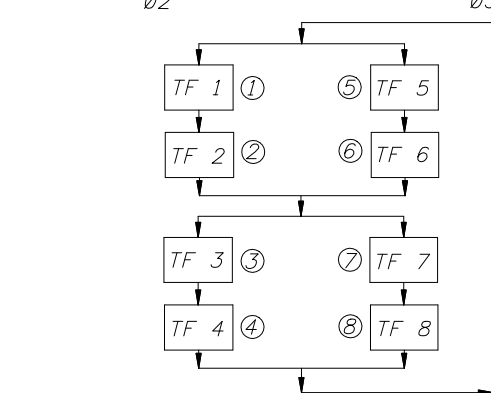 TF 1 ① ⑤ TF 5
TF 2 ② ⑥ TF 6
TF 3 ③ ⑦ TF 7
TF 4 ④ ⑧ TF 8